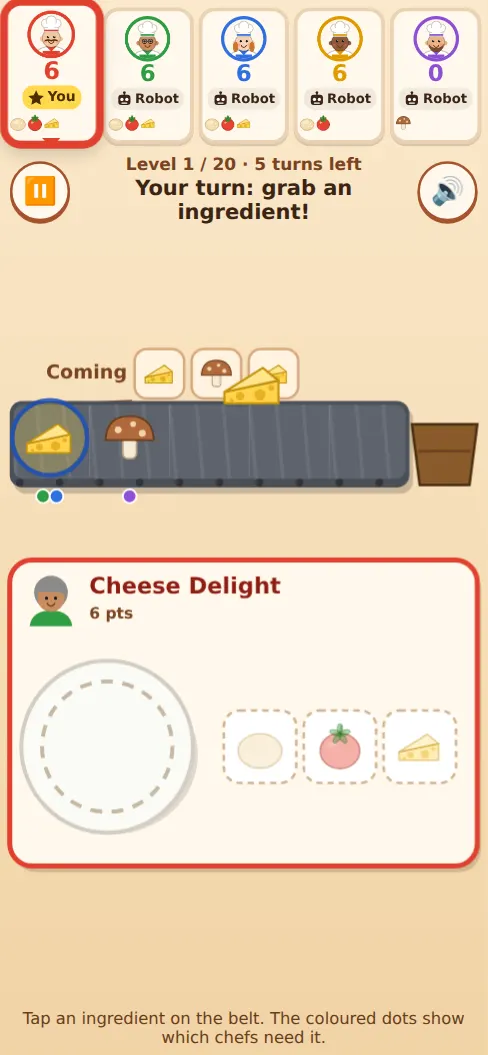 6
You
6
Robot
6
Robot
6
Robot
0
Robot
Level 1 / 20 · 5 turns left
Your turn: grab an
ingredient!
Coming
Cheese Delight
6 pts
Tap an ingredient on the belt. The coloured dots show
which chefs need it.